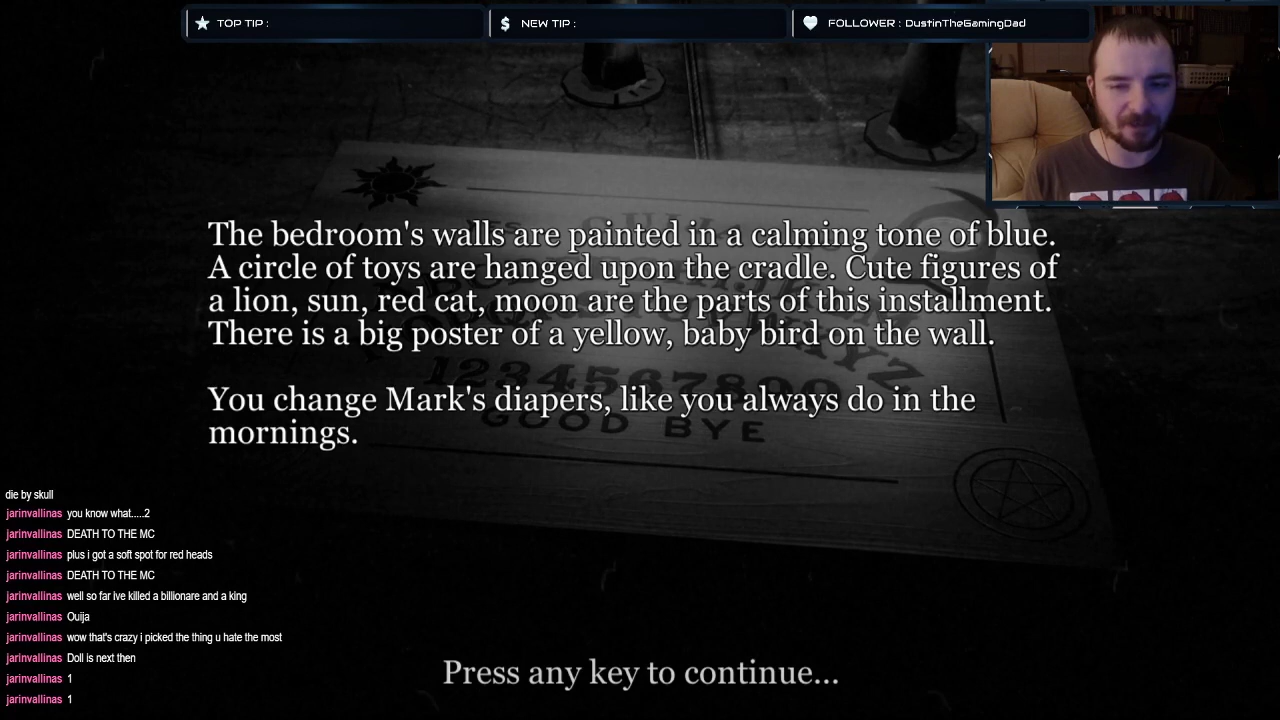 TOP TIP :
NEW TIP :
FOLLOWER : DustinTheGamingDad
The bedroom's walls are painted in a calming tone of blue.
A circle of toys are hanged upon the cradle. Cute figures of
a lion, sun, red cat, moon are the parts of this installment.
There is a big poster of a yellow, baby bird on the wall.
You change Mark's diapers, like you always do in the
mornings.
1234567890
GOOD BYE
die by skull
jarinvallinas you know what.....2
jarinvallinas DEATH TO THE MC
jarinvallinas plus i got a soft spot for red heads
jarinvallinas DEATH TO THE MC
jarinvallinas well so far ive killed a billionare and a king
jarinvallinas Ouija
jarinvallinas wow that's crazy i picked the thing u hate the most
jarinvallinas Doll is next then
jarinvallinas 1
jarinvallinas 1
Press any key to continue...